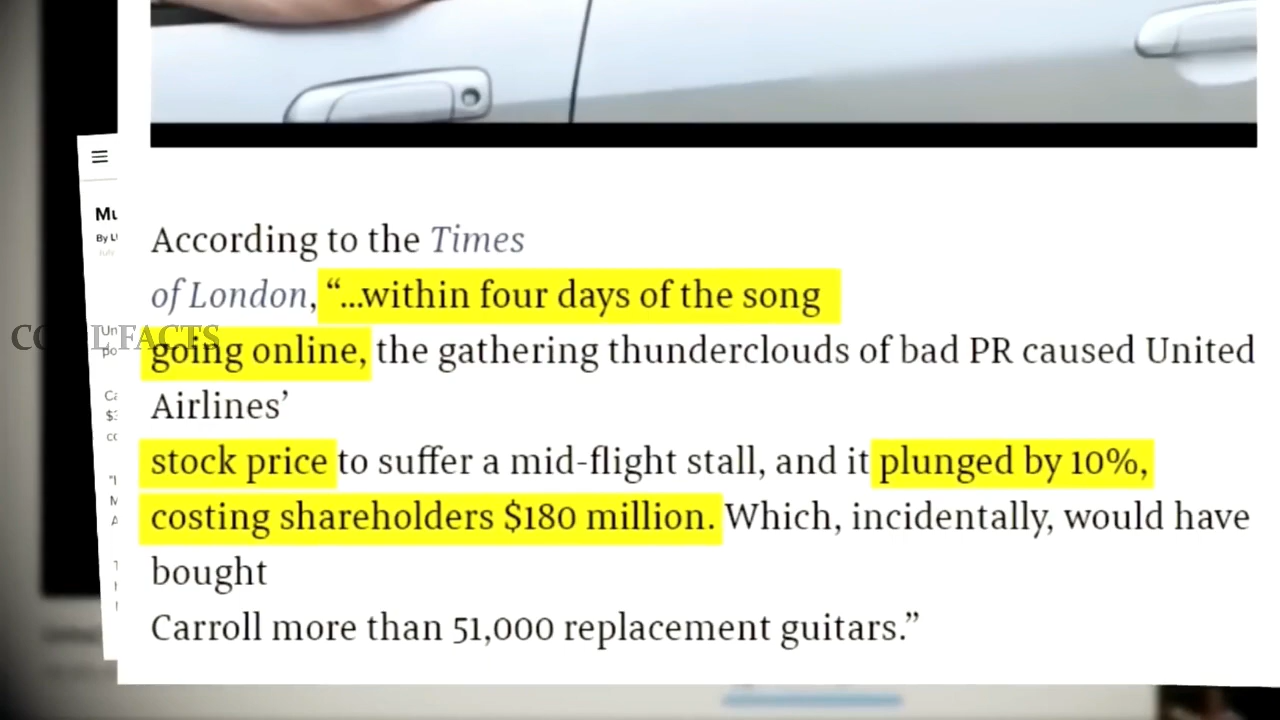 According to the Times
of London, “…within four days of the song
going online, the gathering thunderclouds of bad PR caused United
Airlines’
stock price to suffer a mid-flight stall, and it plunged by 10%,
costing shareholders $180 million. Which, incidentally, would have
bought
Carroll more than 51,000 replacement guitars.”
FACTS
By